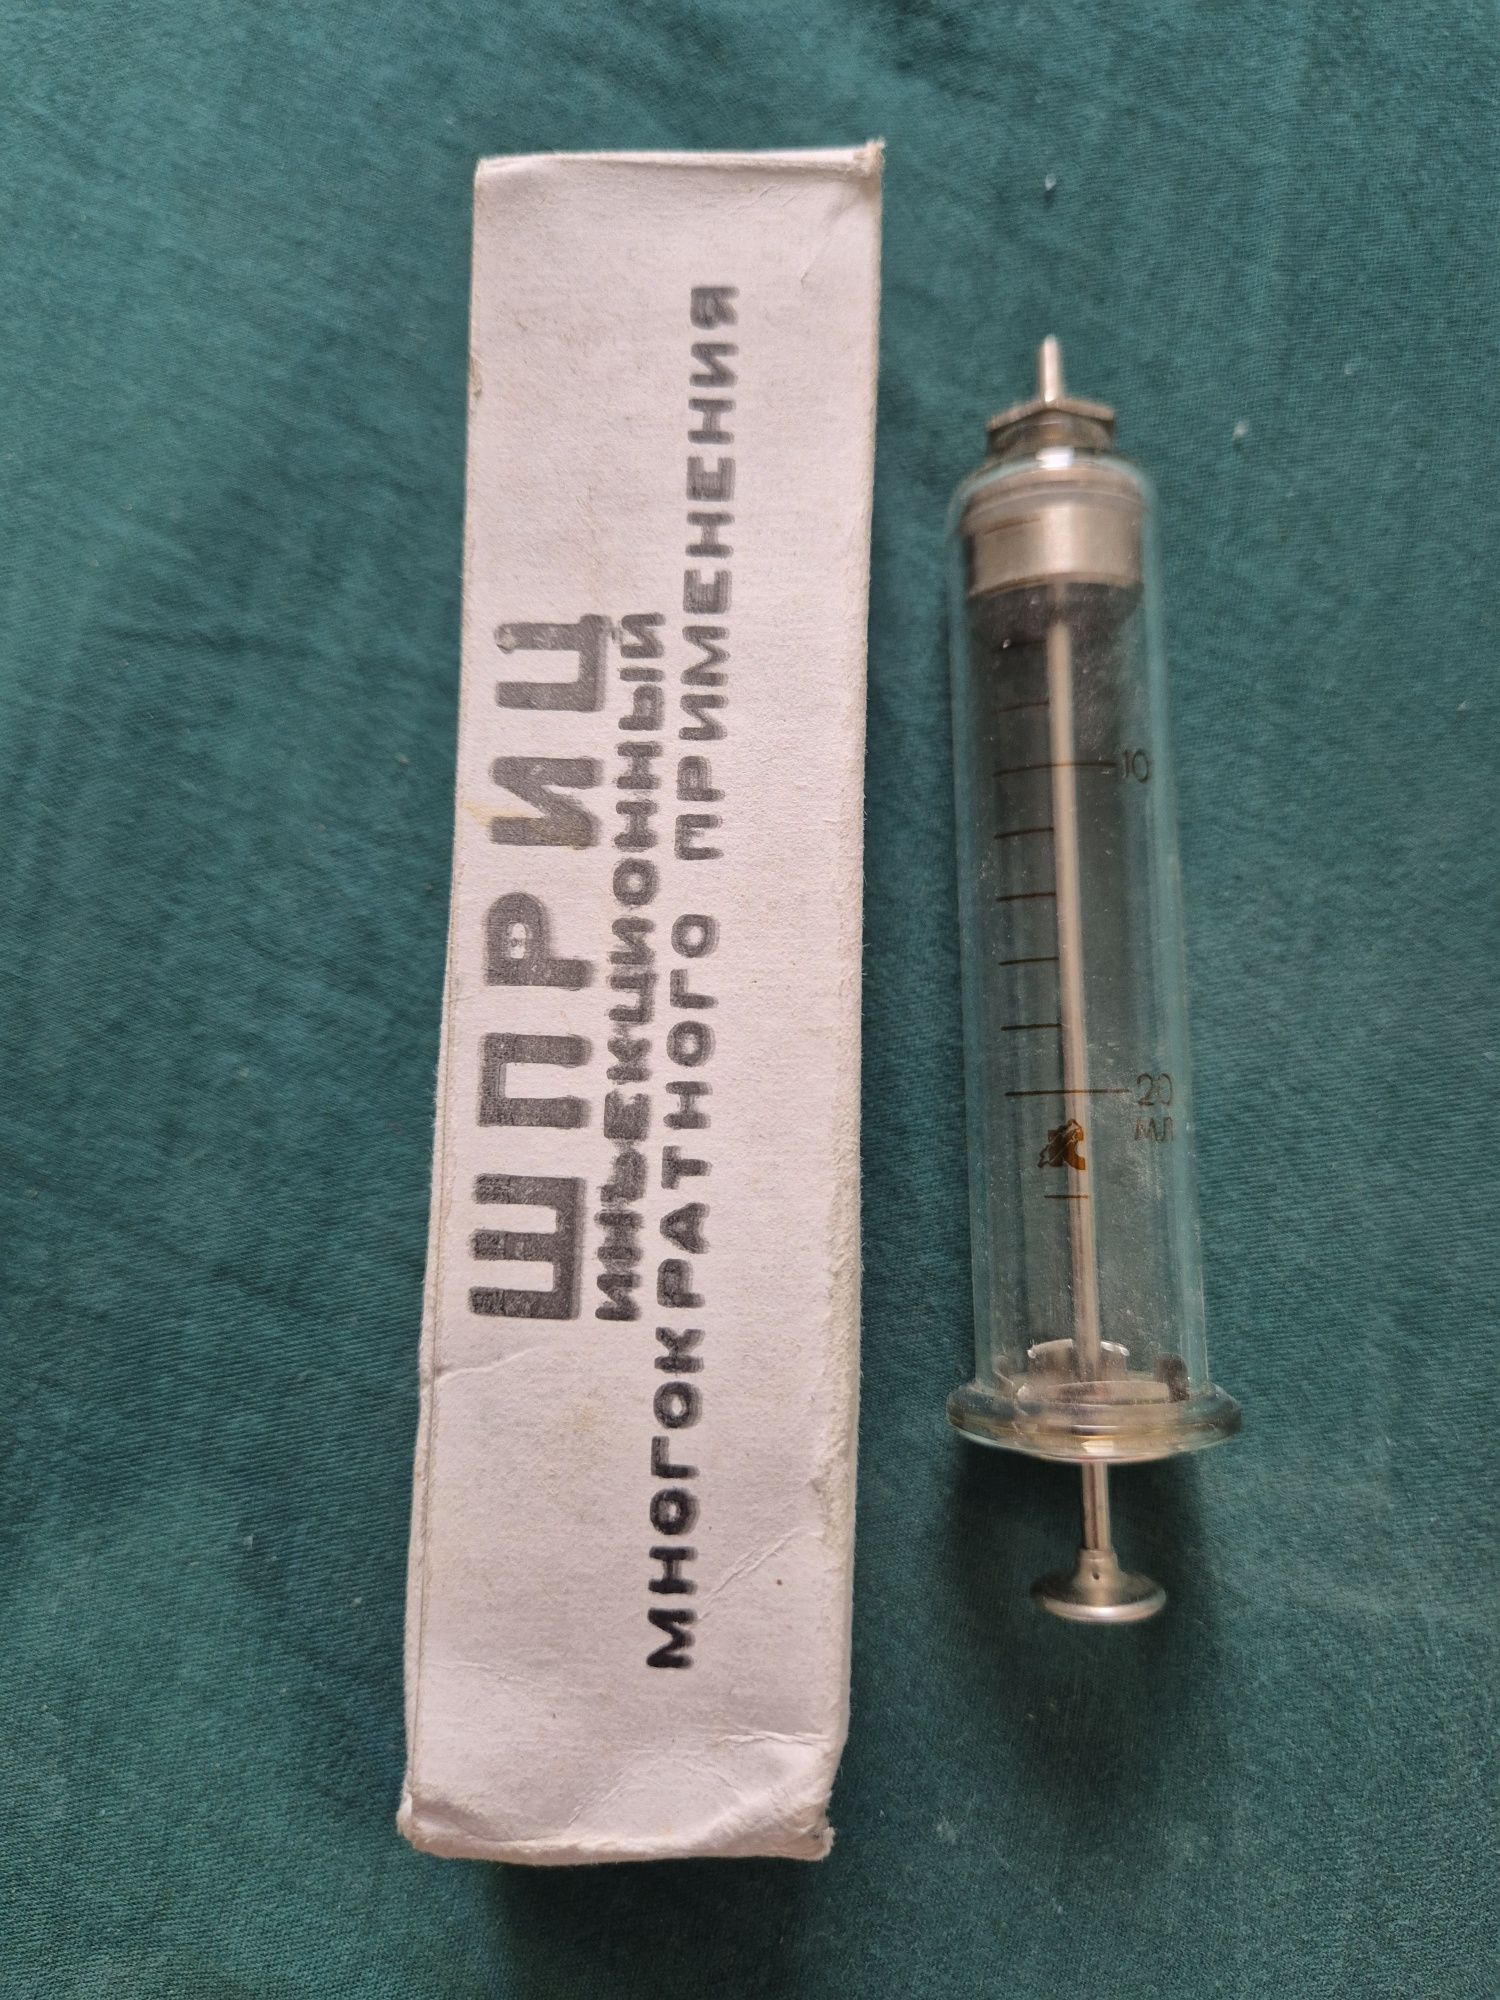 ШПРИЦ
ИНЪЕКЦИОННЫЙ
МНОГОКРАТНОГО ПРИМЕНЕНИЯ
10
20
МЛ